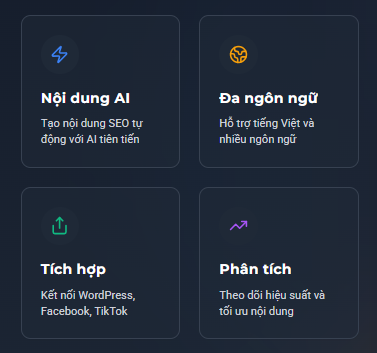 Nội dung AI
Tạo nội dung SEO tự
động với AI tiên tiến
Đa ngôn ngữ
Hỗ trợ tiếng Việt và
nhiều ngôn ngữ
Tích hợp
Kết nối WordPress,
Facebook, TikTok
Phân tích
Theo dõi hiệu suất và
tối ưu nội dung